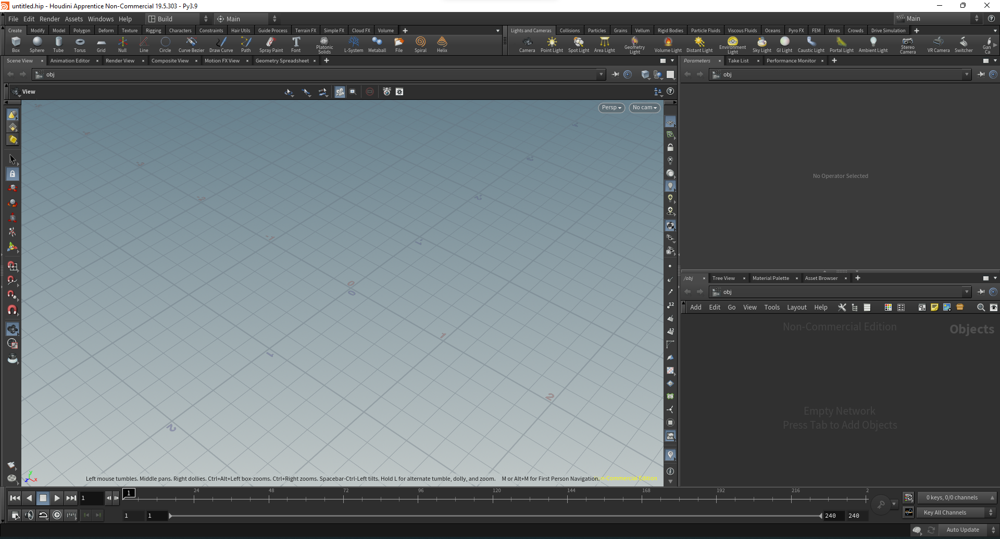 untitled.hip - Houdini Apprentice Non-Commercial 19.5.303 - Py3.9
File Edit Render Assets Windows Help Build Main Main
Create Modify Model Polygon Deform Texture Rigging Characters Constraints Hair Utils Guide Process Terrain FX Simple FX Cloud FX Volume
Lights and Cameras Collisions Particles Grains Vellum Rigid Bodies Particle Fluids Viscous Fluids Oceans Pyro FX FEM Wires Crowds Drive Simulation
Box Sphere Tube Torus Grid Null Line Circle Curve Bezier Draw Curve Path Spray Paint Font Platonic Solids L-System Metaball File Spiral Helix
Camera Point Light Spot Light Area Light Geometry Light Volume Light Distant Light Environment Light Sky Light GI Light Caustic Light Portal Light Ambient Light Stereo Camera VR Camera Switcher Gan Ca
Scene View Animation Editor Render View Composite View Motion FX View Geometry Spreadsheet
Parameters Take List Performance Monitor
obj
obj
View
Persp No cam
No Operator Selected
/obj Tree View Material Palette Asset Browser
obj
Add Edit Go View Tools Layout Help
Non-Commercial Edition
Objects
Empty Network
Press Tab to Add Objects
-1
0
0
1
1
2
2
12
12
Left mouse tumbles. Middle pans. Right dollies. Ctrl+Alt+Left box-zooms. Ctrl+Right zooms. Spacebar-Ctrl-Left tilts. Hold L for alternate tumble, dolly, and zoom. M or Alt+M for First Person Navigation.
Non-Commercial Edition
y
z x
1 1 24 48 72 96 120 144 168 192 216 2
0 keys, 0/0 channels
1 1 240 240
Key All Channels
Auto Update